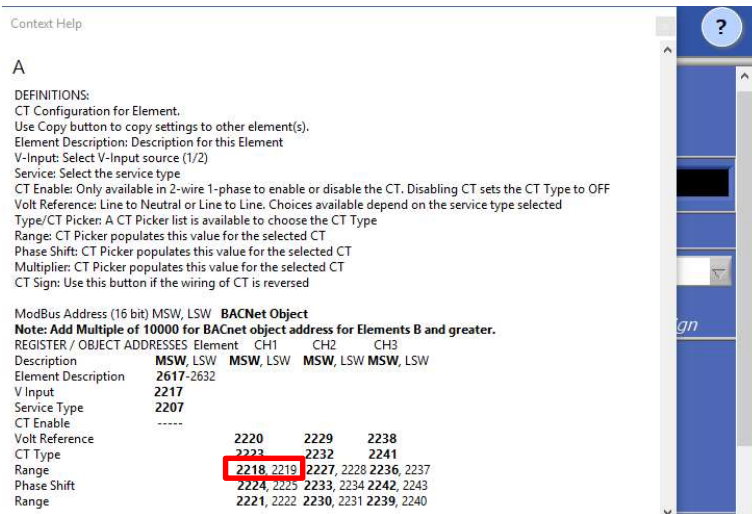 Context Help
?
A
DEFINITIONS:
CT Configuration for Element.
Use Copy button to copy settings to other element(s).
Element Description: Description for this Element
V-Input: Select V-Input source (1/2)
Service: Select the service type
CT Enable: Only available in 2-wire 1-phase to enable or disable the CT. Disabling CT sets the CT Type to OFF
Volt Reference: Line to Neutral or Line to Line. Choices available depend on the service type selected
Type/CT Picker: A CT Picker list is available to choose the CT Type
Range: CT Picker populates this value for the selected CT
Phase Shift: CT Picker populates this value for the selected CT
Multiplier: CT Picker populates this value for the selected CT
CT Sign: Use this button if the wiring of CT is reversed
ModBus Address (16 bit) MSW, LSW BACNet Object
Note: Add Multiple of 10000 for BACnet object address for Elements B and greater.
gn
REGISTER / OBJECT ADDRESSES Element CH1 CH2 CH3
Description MSW, LSW MSW, LSW MSW, LSW MSW, LSW
Element Description 2617-2632
V Input 2217
Service Type 2207
CT Enable -----
Volt Reference 2220 2229 2238
CT Type 2223 2232 2241
Range 2218, 2219 2227, 2228 2236, 2237
Phase Shift 2224, 2225 2233, 2234 2242, 2243
Range 2221, 2222 2230, 2231 2239, 2240